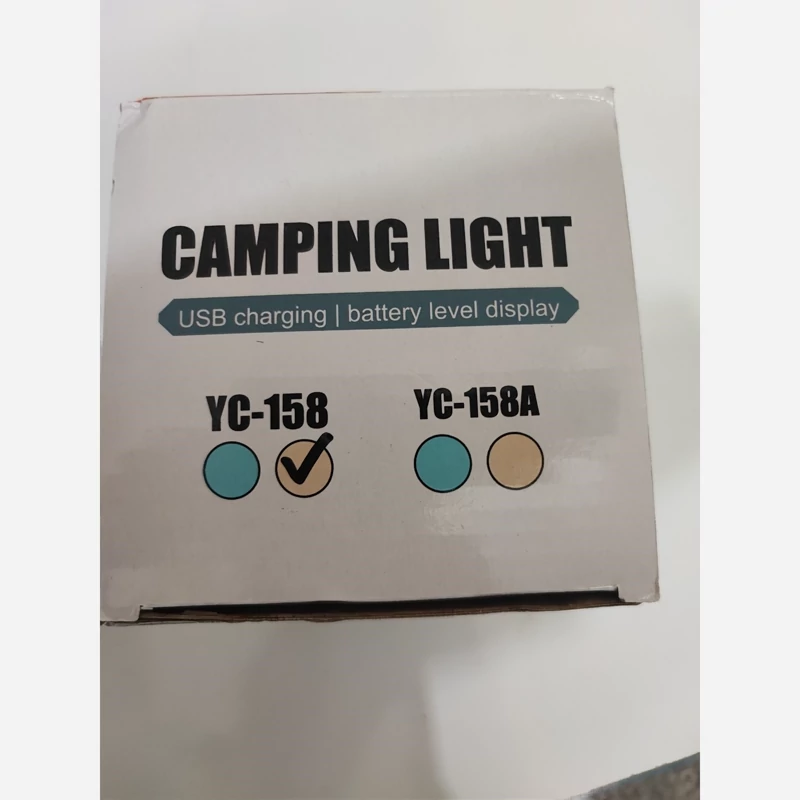 CAMPING LIGHT
USB charging | battery level display
YC-158 YC-158A